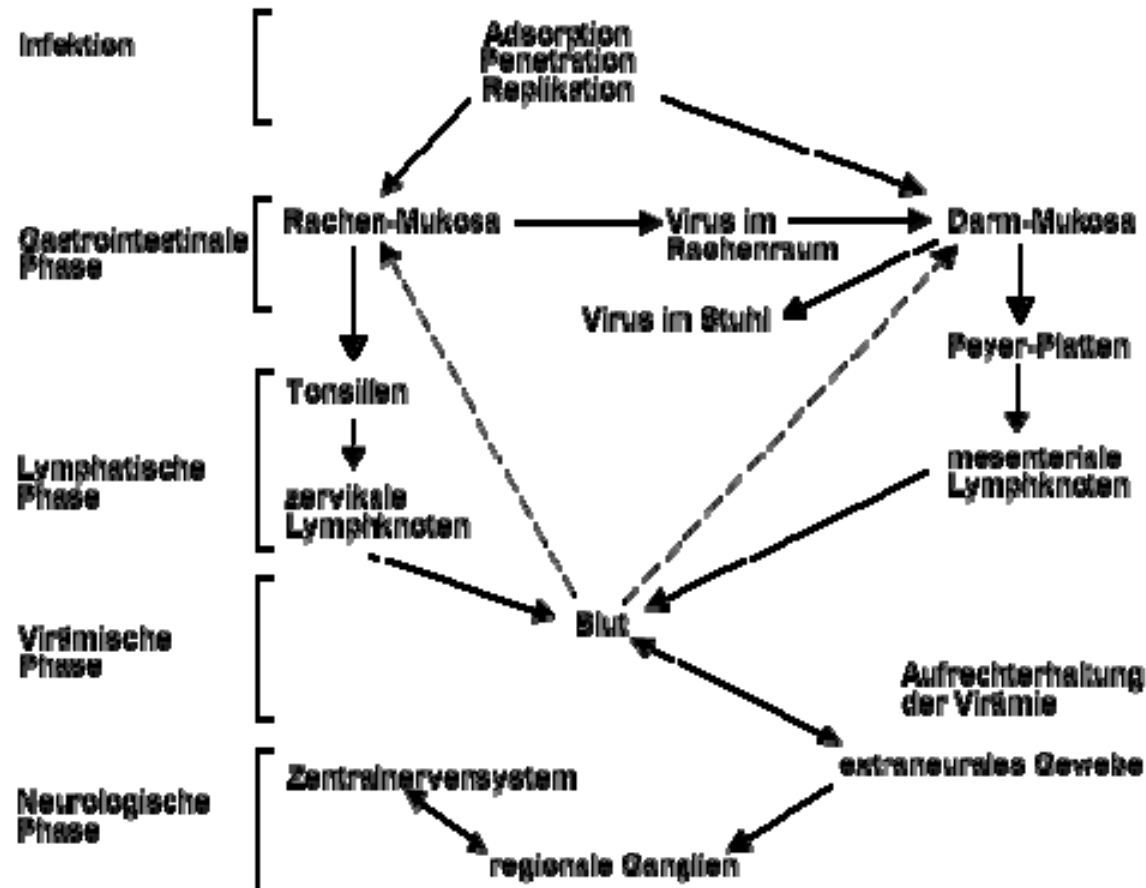 Infektion
Adsorption
Penetration
Replikation
Gastrointestinale
Phase
Rachen-Mukosa
Virus im
Rachenraum
Darm-Mukosa
Virus im Stuhl
Peyer-Platten
Lymphatische
Phase
Tonsillen
zervikale
Lymphknoten
mesenteriale
Lymphknoten
Virämische
Phase
Blut
Aufrechterhaltung
der Virämie
Neurologische
Phase
Zentralnervensystem
extraneurales Gewebe
regionale Ganglien